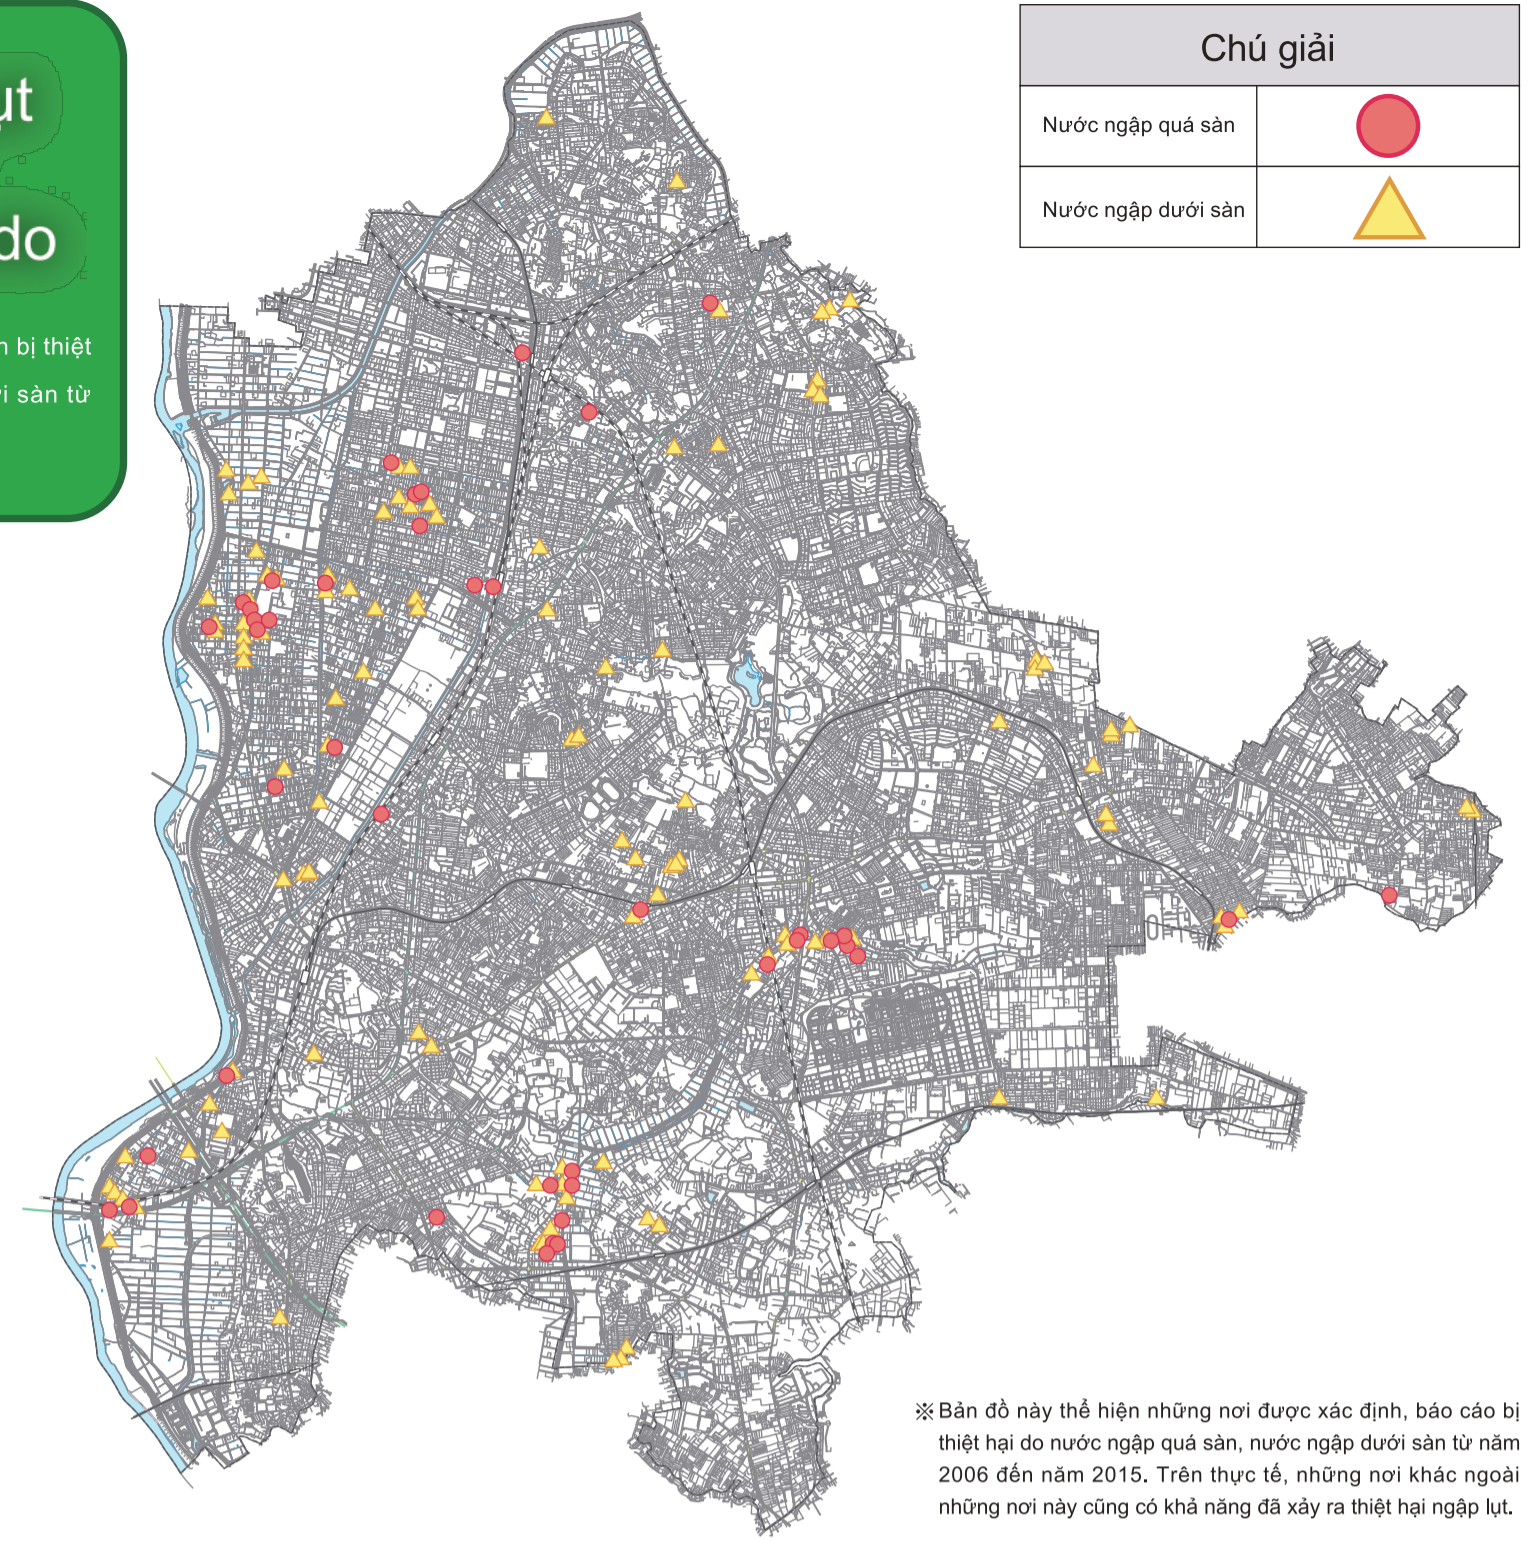 ụt
do
n bị thiệt
i sàn từ
Chú giải
Nước ngập quá sàn
Nước ngập dưới sàn
※Bản đồ này thể hiện những nơi được xác định, báo cáo bị
thiệt hại do nước ngập quá sàn, nước ngập dưới sàn từ năm
2006 đến năm 2015. Trên thực tế, những nơi khác ngoài
những nơi này cũng có khả năng đã xảy ra thiệt hại ngập lụt.